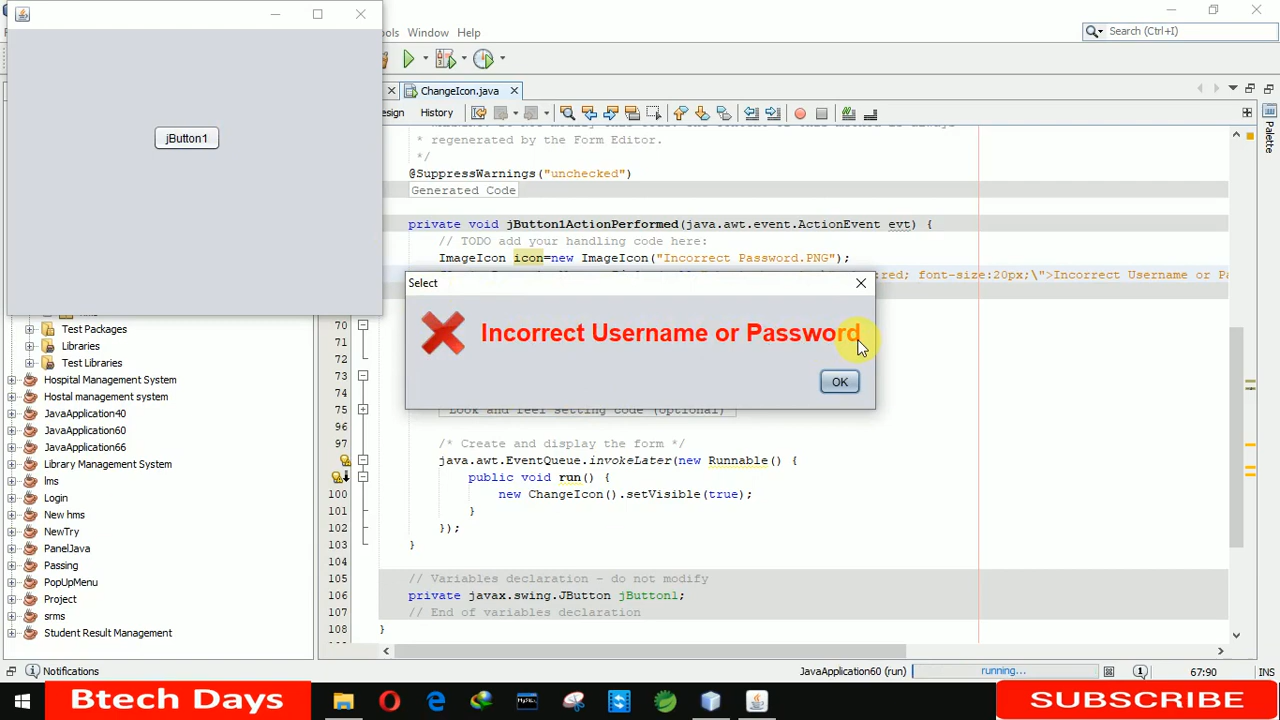 ols Window Help
Search (Ctrl+I)
jButton1
ChangeIcon.java
esign History
* regenerated by the Form Editor.
*/
@SuppressWarnings("unchecked")
Generated Code
private void jButton1ActionPerformed(java.awt.event.ActionEvent evt) {
// TODO add your handling code here:
ImageIcon icon=new ImageIcon("Incorrect Password.PNG");
red; font-size:20px;\">Incorrect Username or Pa
Select
Incorrect Username or Password
OK
Palette
Test Packages
Libraries
Test Libraries
Hospital Management System
Hostal management system
JavaApplication40
JavaApplication60
JavaApplication66
Library Management System
lms
Login
New hms
NewTry
PanelJava
Passing
PopUpMenu
Project
srms
Student Result Management
70
71
72
73
74
75 Look and feel setting code (optional)
96
97 /* Create and display the form */
java.awt.EventQueue.invokeLater(new Runnable() {
public void run() {
100 new ChangeIcon().setVisible(true);
101 }
102 });
103 }
104
105 // Variables declaration - do not modify
106 private javax.swing.JButton jButton1;
107 // End of variables declaration
108 }
Notifications
JavaApplication60 (run)
running...
67:90
INS
Btech Days
MySQL
SUBSCRIBE